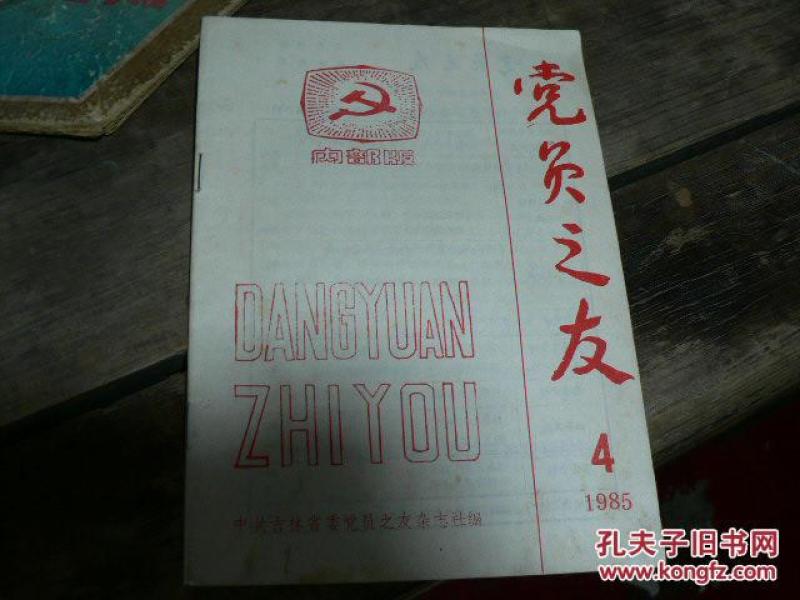 内部版
党员之友
DANGYUAN
ZHIYOU
4
1985
中共吉林省委党员之友杂志社编
孔夫子旧书网
www.kongfz.com